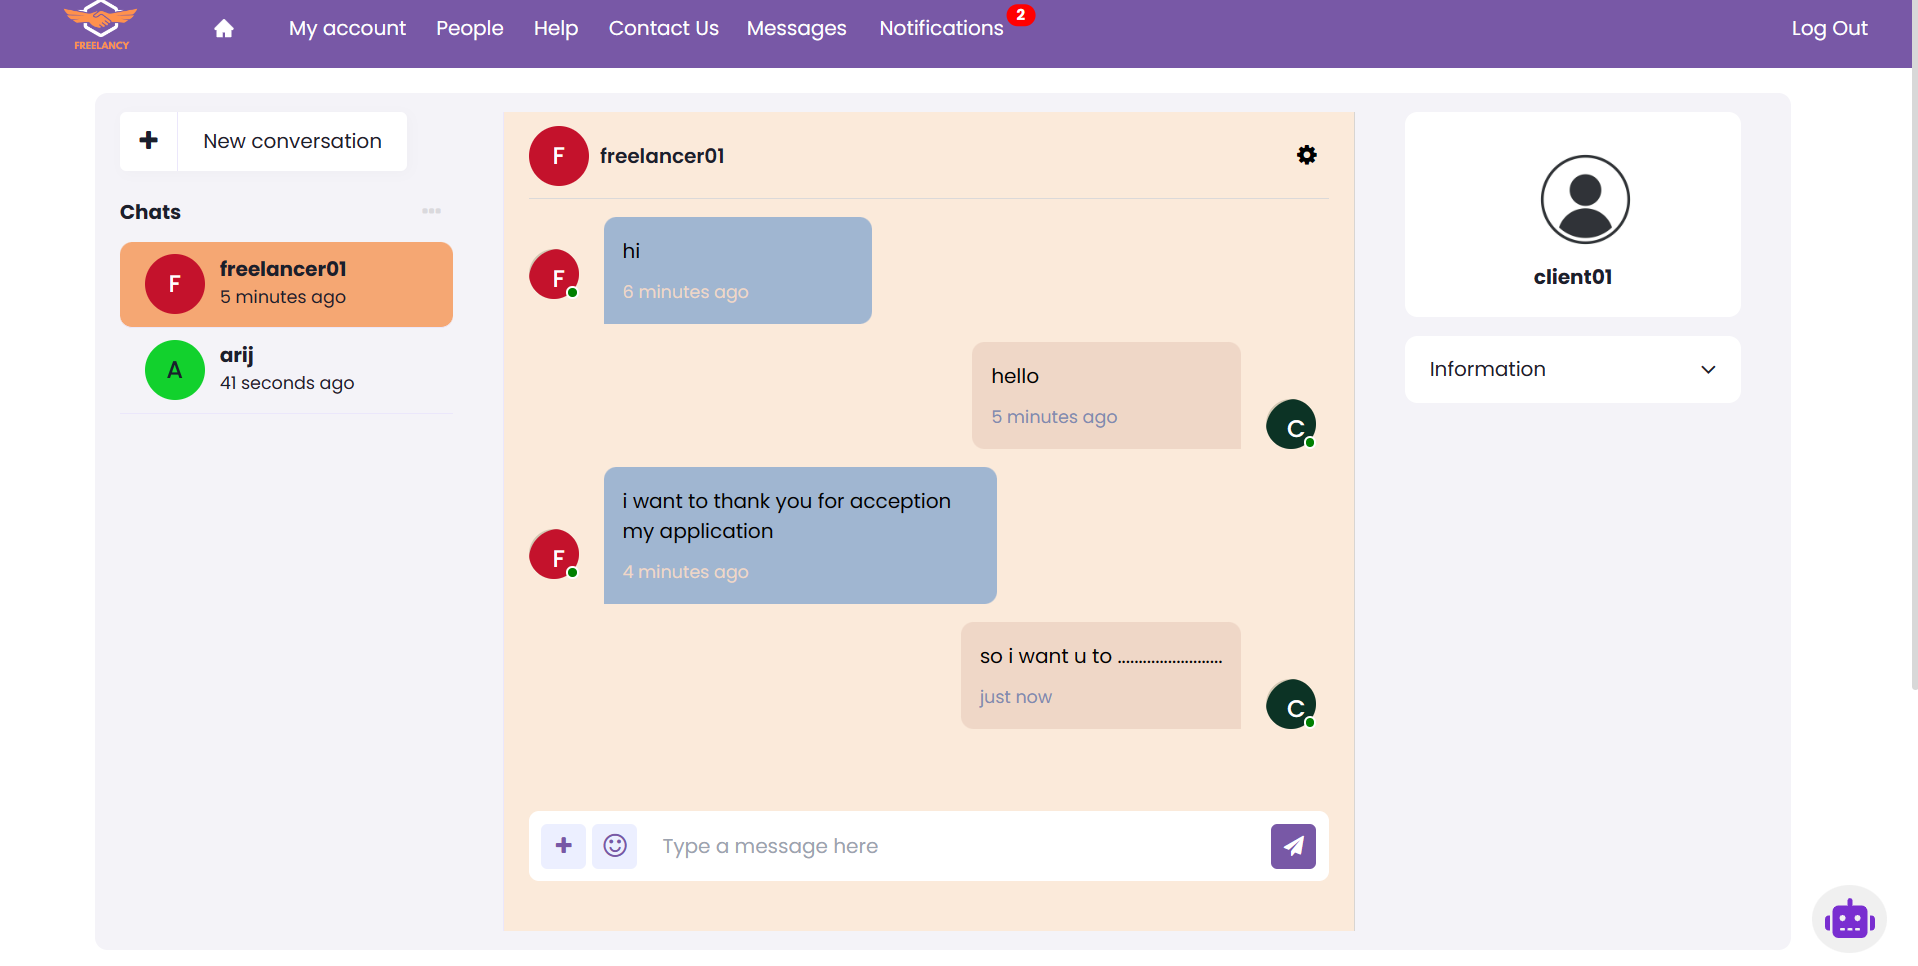 FREELANCY
My account People Help Contact Us Messages Notifications 2 Log Out
New conversation
Chats
F freelancer01
5 minutes ago
A arij
41 seconds ago
F freelancer01
hi
F
6 minutes ago
hello
5 minutes ago
C
i want to thank you for acception
my application
F
4 minutes ago
so i want u to .........................
just now
C
Type a message here
client01
Information